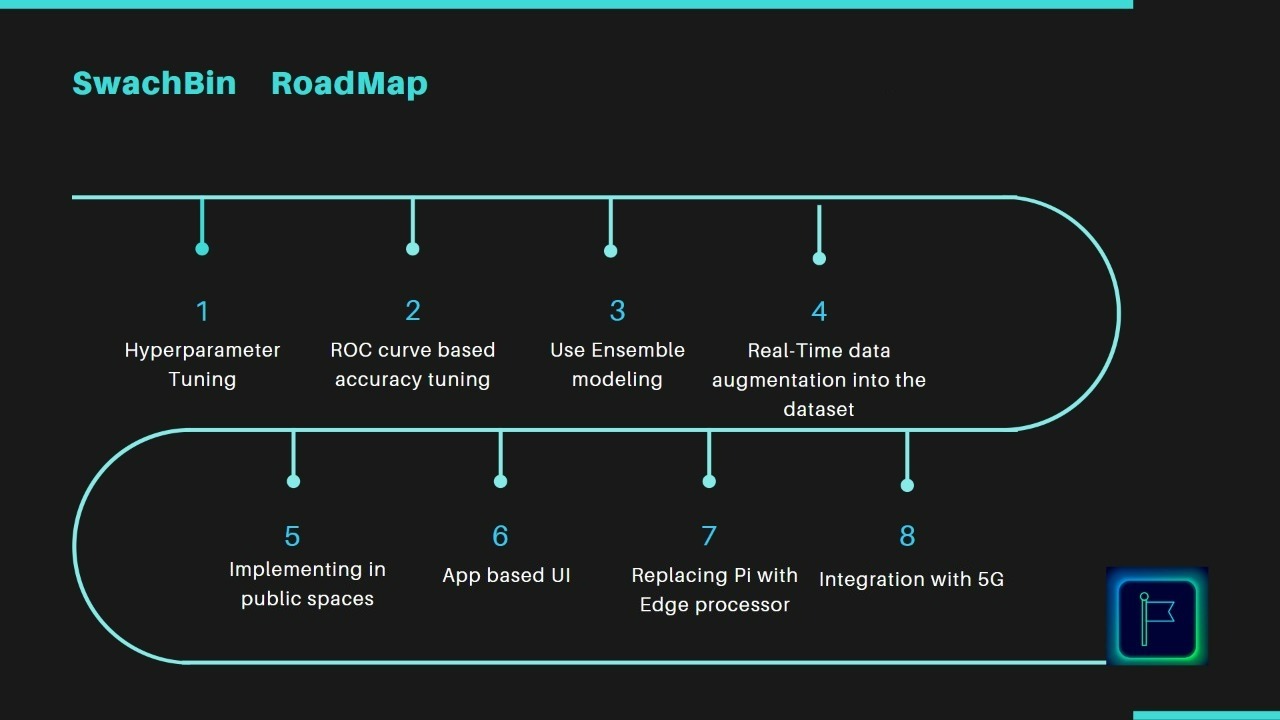 SwachBin RoadMap
1
Hyperparameter
Tuning
2
ROC curve based
accuracy tuning
3
Use Ensemble
modeling
4
Real-Time data
augmentation into the
dataset
5
Implementing in
public spaces
6
App based UI
7
Replacing Pi with
Edge processor
8
Integration with 5G